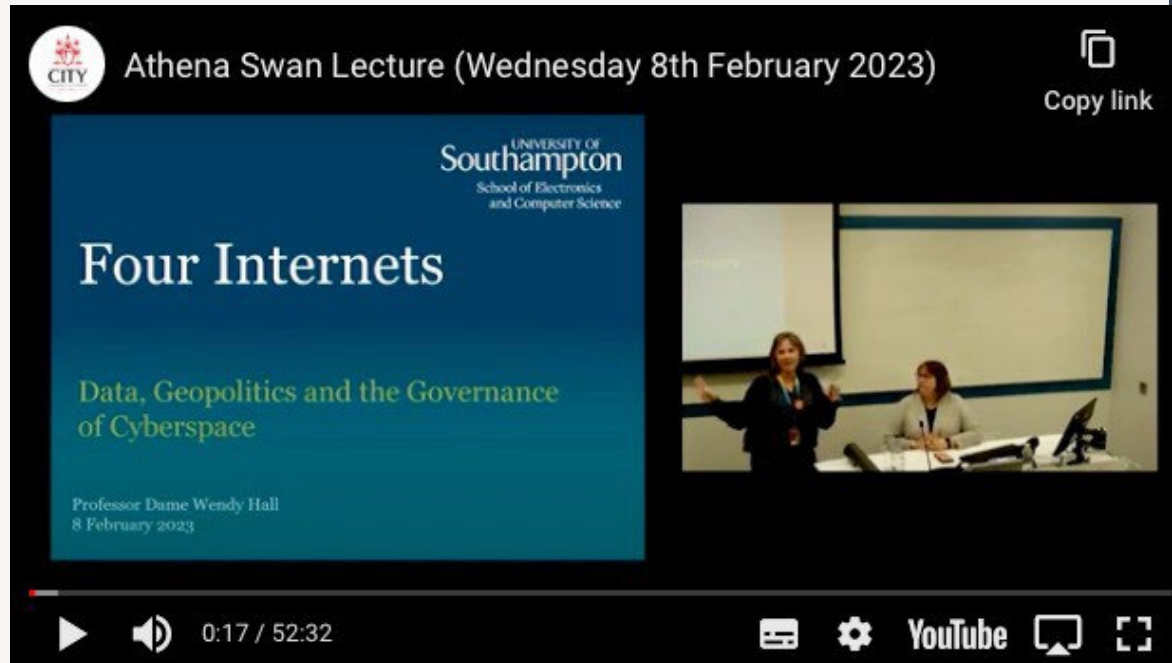 CITY
Athena Swan Lecture (Wednesday 8th February 2023)
Copy link
UNIVERSITY OF
Southampton
School of Electronics
and Computer Science
Four Internets
Data, Geopolitics and the Governance
of Cyberspace
Professor Dame Wendy Hall
8 February 2023
0:17 / 52:32
YouTube